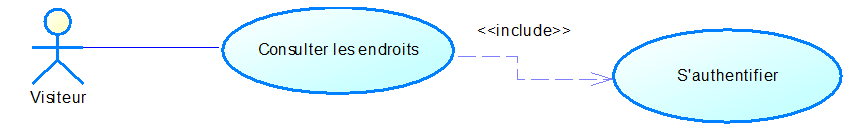 <<include>>
Consulter les endroits
S'authentifier
Visiteur